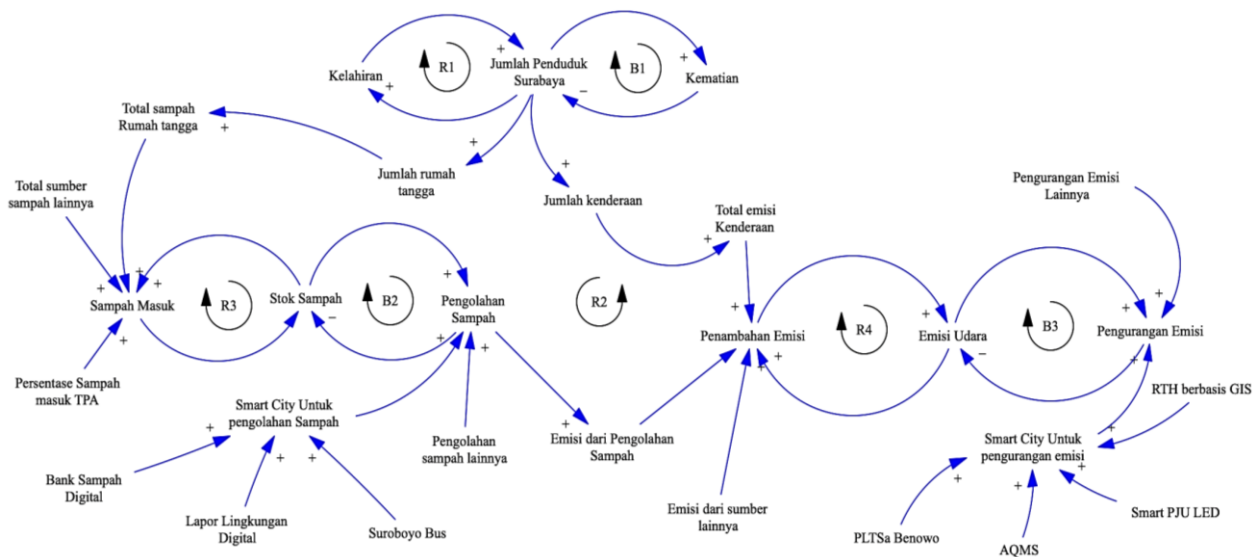 R1
Jumlah Penduduk
Surabaya
B1
Kelahiran
Kematian
Total sampah
Rumah tangga
Jumlah rumah
tangga
Jumlah kenderaan
Total sumber
sampah lainnya
Total emisi
Kenderaan
Pengurangan Emisi
Lainnya
Sampah Masuk
R3
Stok Sampah
B2
Pengolahan
Sampah
R2
Penambahan Emisi
R4
Emisi Udara
B3
Pengurangan Emisi
Persentase Sampah
masuk TPA
Smart City Untuk
pengolahan Sampah
Pengolahan
sampah lainnya
Emisi dari Pengolahan
Sampah
RTH berbasis GIS
Smart City Untuk
pengurangan emisi
Bank Sampah
Digital
Lapor Lingkungan
Digital
Suroboyo Bus
Emisi dari sumber
lainnya
PLTSa Benowo
AQMS
Smart PJU LED